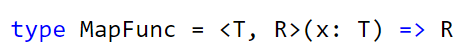 type MapFunc = <T, R>(x: T) => R